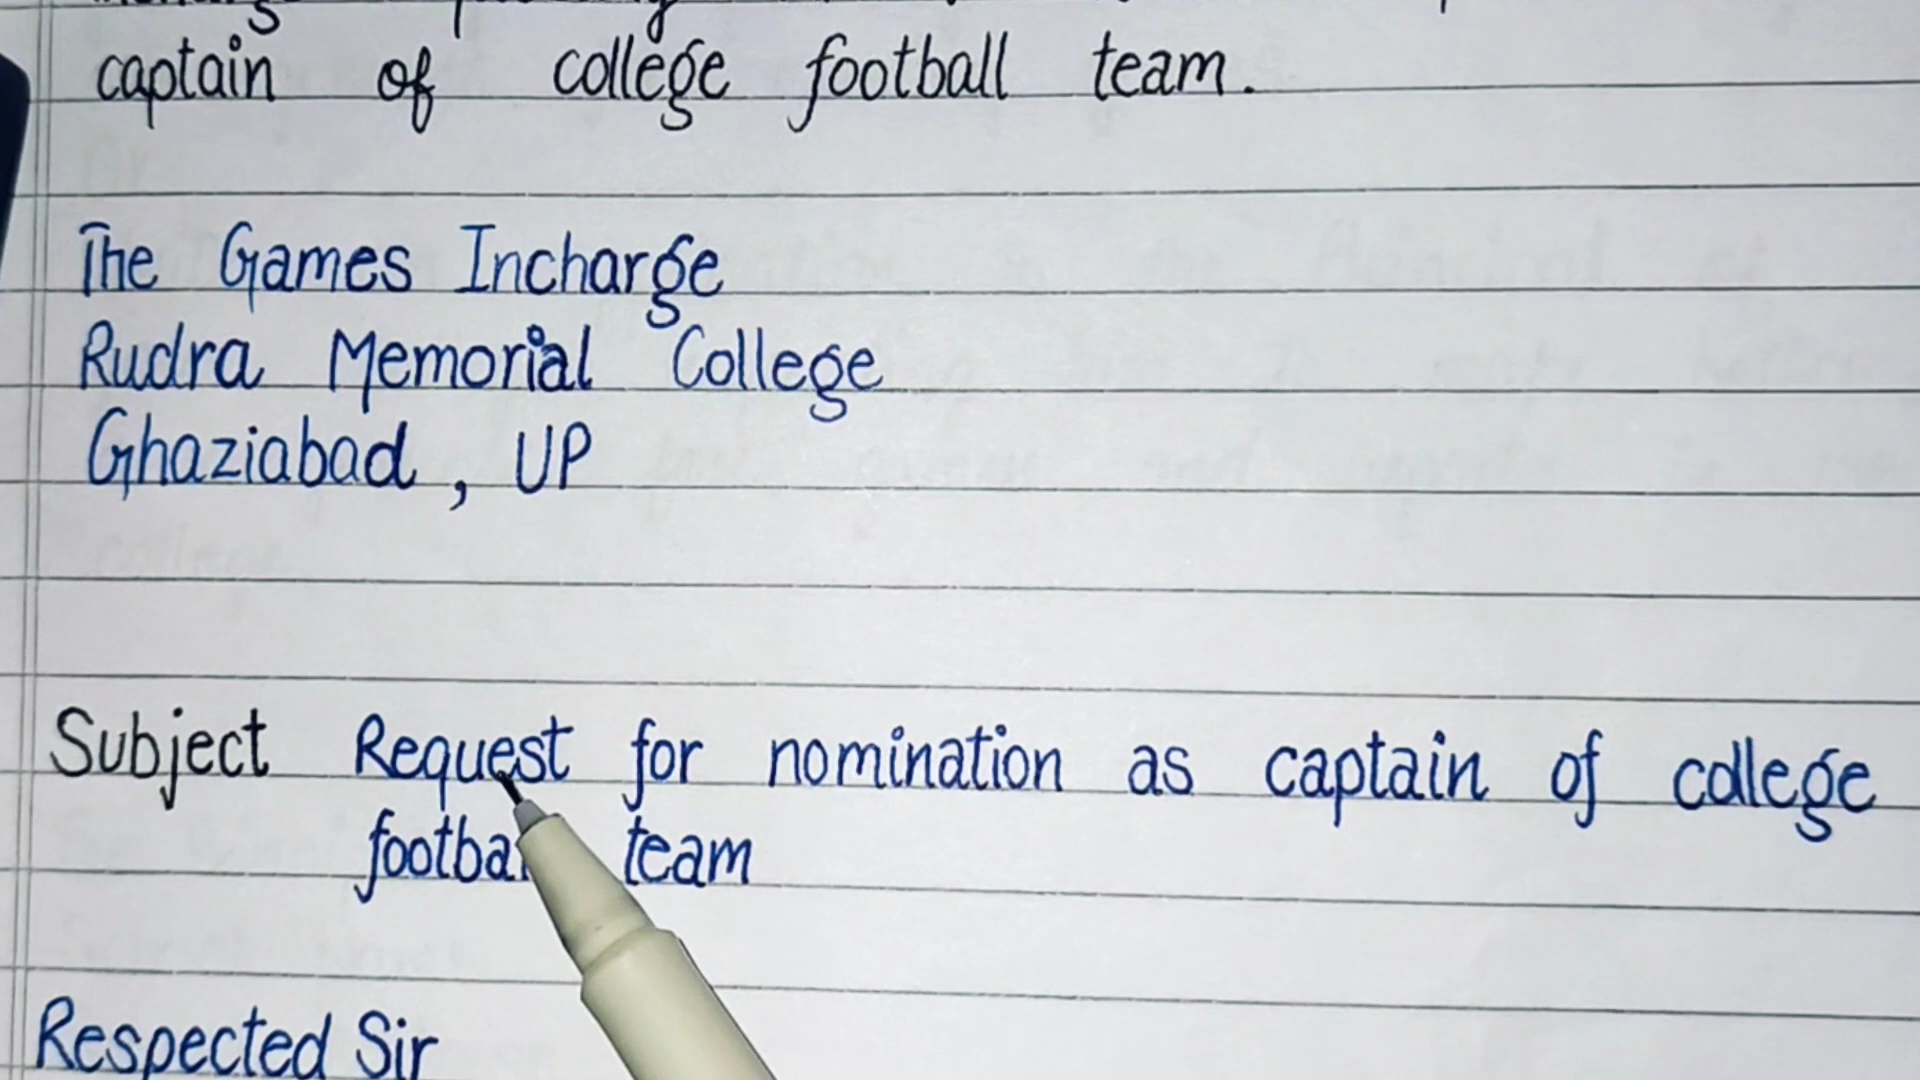 captain of college football team.
The Games Incharge
Rudra Memorial College
Ghaziabad, UP
Subject Request for nomination as captain of college
team
Respected Sir